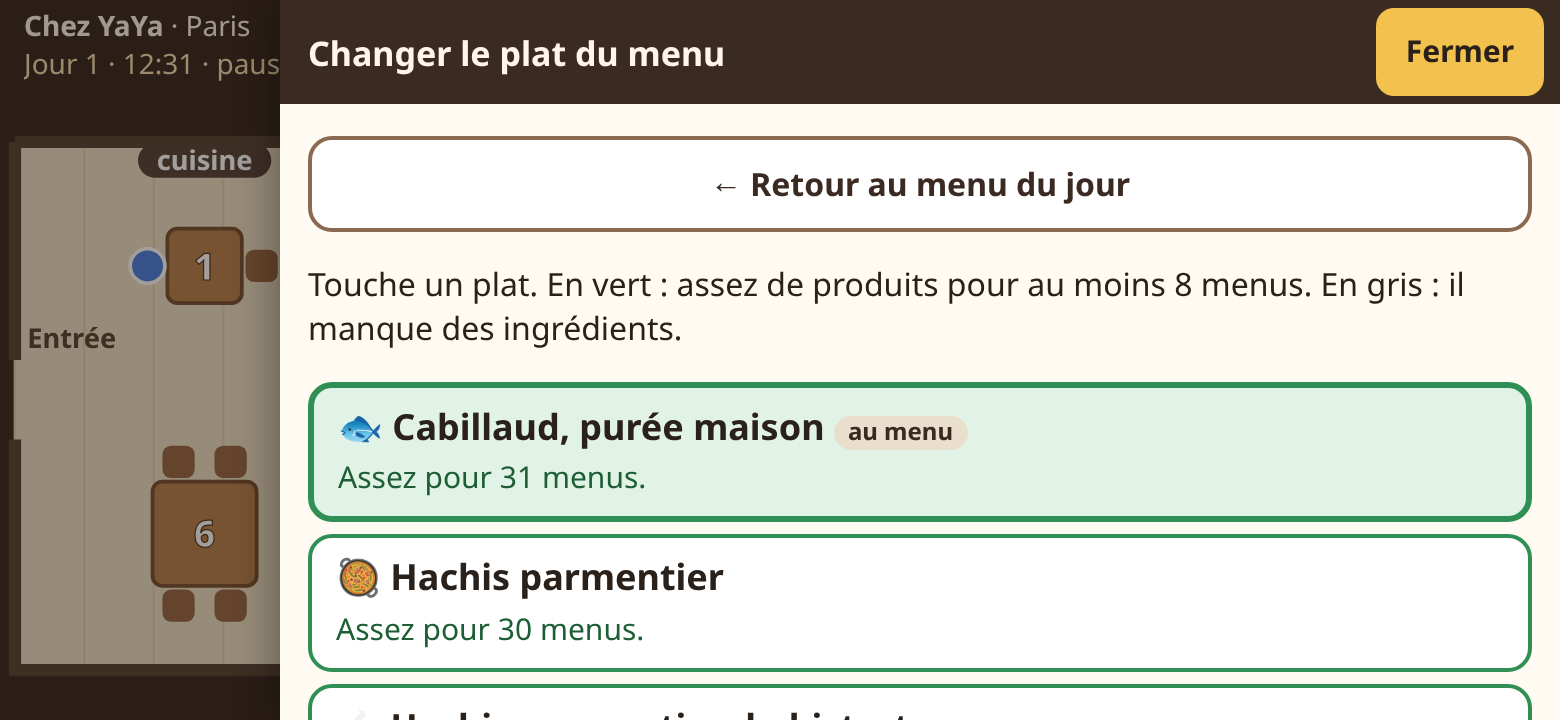 Chez YaYa · Paris
Jour 1 · 12:31 · paus
Changer le plat du menu
Fermer
cuisine
1
Entrée
6
← Retour au menu du jour
Touche un plat. En vert : assez de produits pour au moins 8 menus. En gris : il
manque des ingrédients.
Cabillaud, purée maison au menu
Assez pour 31 menus.
Hachis parmentier
Assez pour 30 menus.